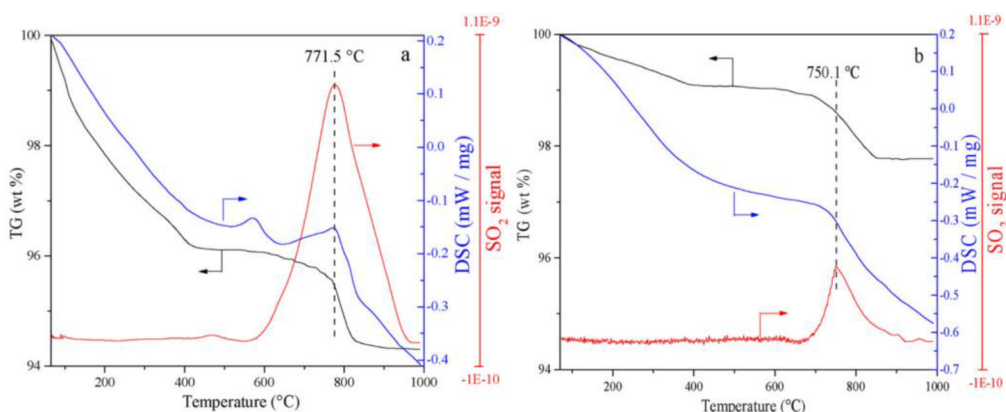 1.1E-9
100
98
96
94
TG (wt %)
200
400
600
800
1000
Temperature (°C)
771.5 °C
a
0.2
0.1
0.0
-0.1
-0.2
-0.3
-0.4
DSC (mW / mg)
SO2 signal
-1E-10
1.1E-9
100
98
96
94
TG (wt %)
200
400
600
800
1000
Temperature (°C)
750.1 °C
b
0.2
0.1
0.0
-0.1
-0.2
-0.3
-0.4
-0.5
-0.6
-0.7
DSC (mW / mg)
SO2 signal
-1E-10